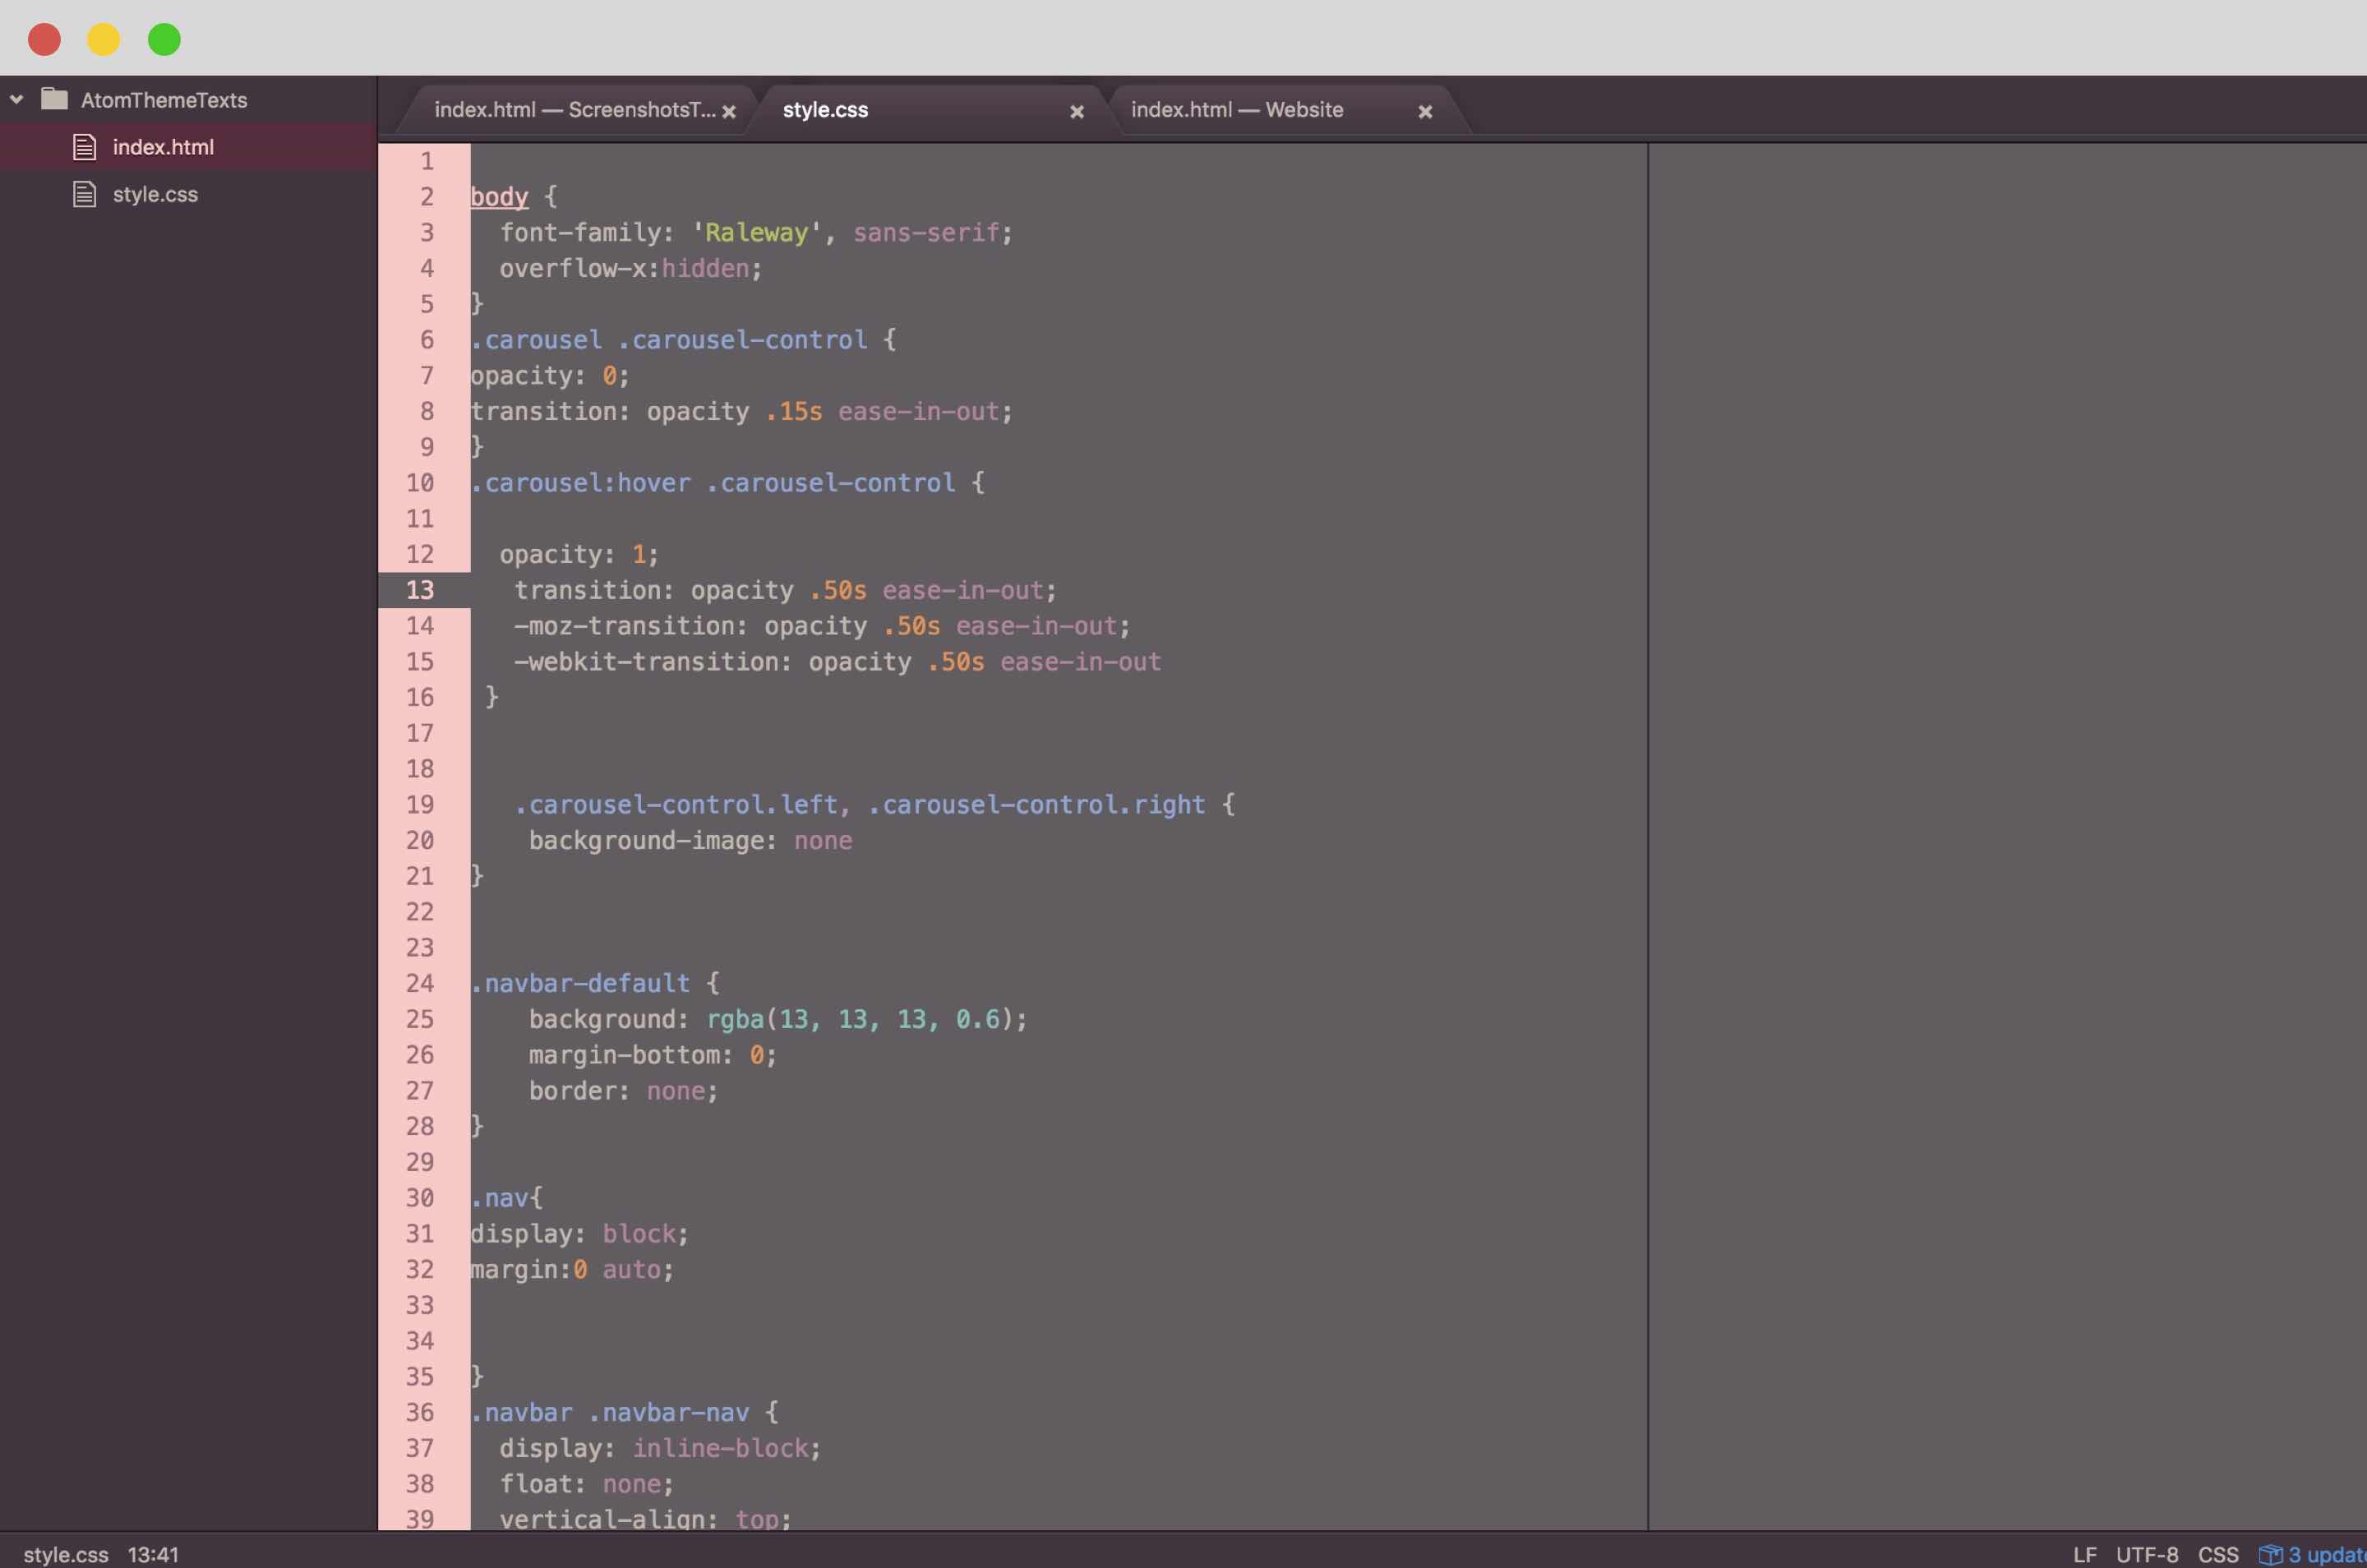 AtomThemeTexts
index.html
style.css
index.html — ScreenshotsT... style.css index.html — Website
1
2 body {
3   font-family: 'Raleway', sans-serif;
4   overflow-x:hidden;
5 }
6 .carousel .carousel-control {
7 opacity: 0;
8 transition: opacity .15s ease-in-out;
9 }
10 .carousel:hover .carousel-control {
11
12   opacity: 1;
13    transition: opacity .50s ease-in-out;
14    -moz-transition: opacity .50s ease-in-out;
15    -webkit-transition: opacity .50s ease-in-out
16  }
17
18
19    .carousel-control.left, .carousel-control.right {
20     background-image: none
21 }
22
23
24 .navbar-default {
25     background: rgba(13, 13, 13, 0.6);
26     margin-bottom: 0;
27     border: none;
28 }
29
30 .nav{
31 display: block;
32 margin:0 auto;
33
34
35 }
36 .navbar .navbar-nav {
37   display: inline-block;
38   float: none;
39   vertical-align: top;
style.css 13:41 LF UTF-8 CSS 3 update